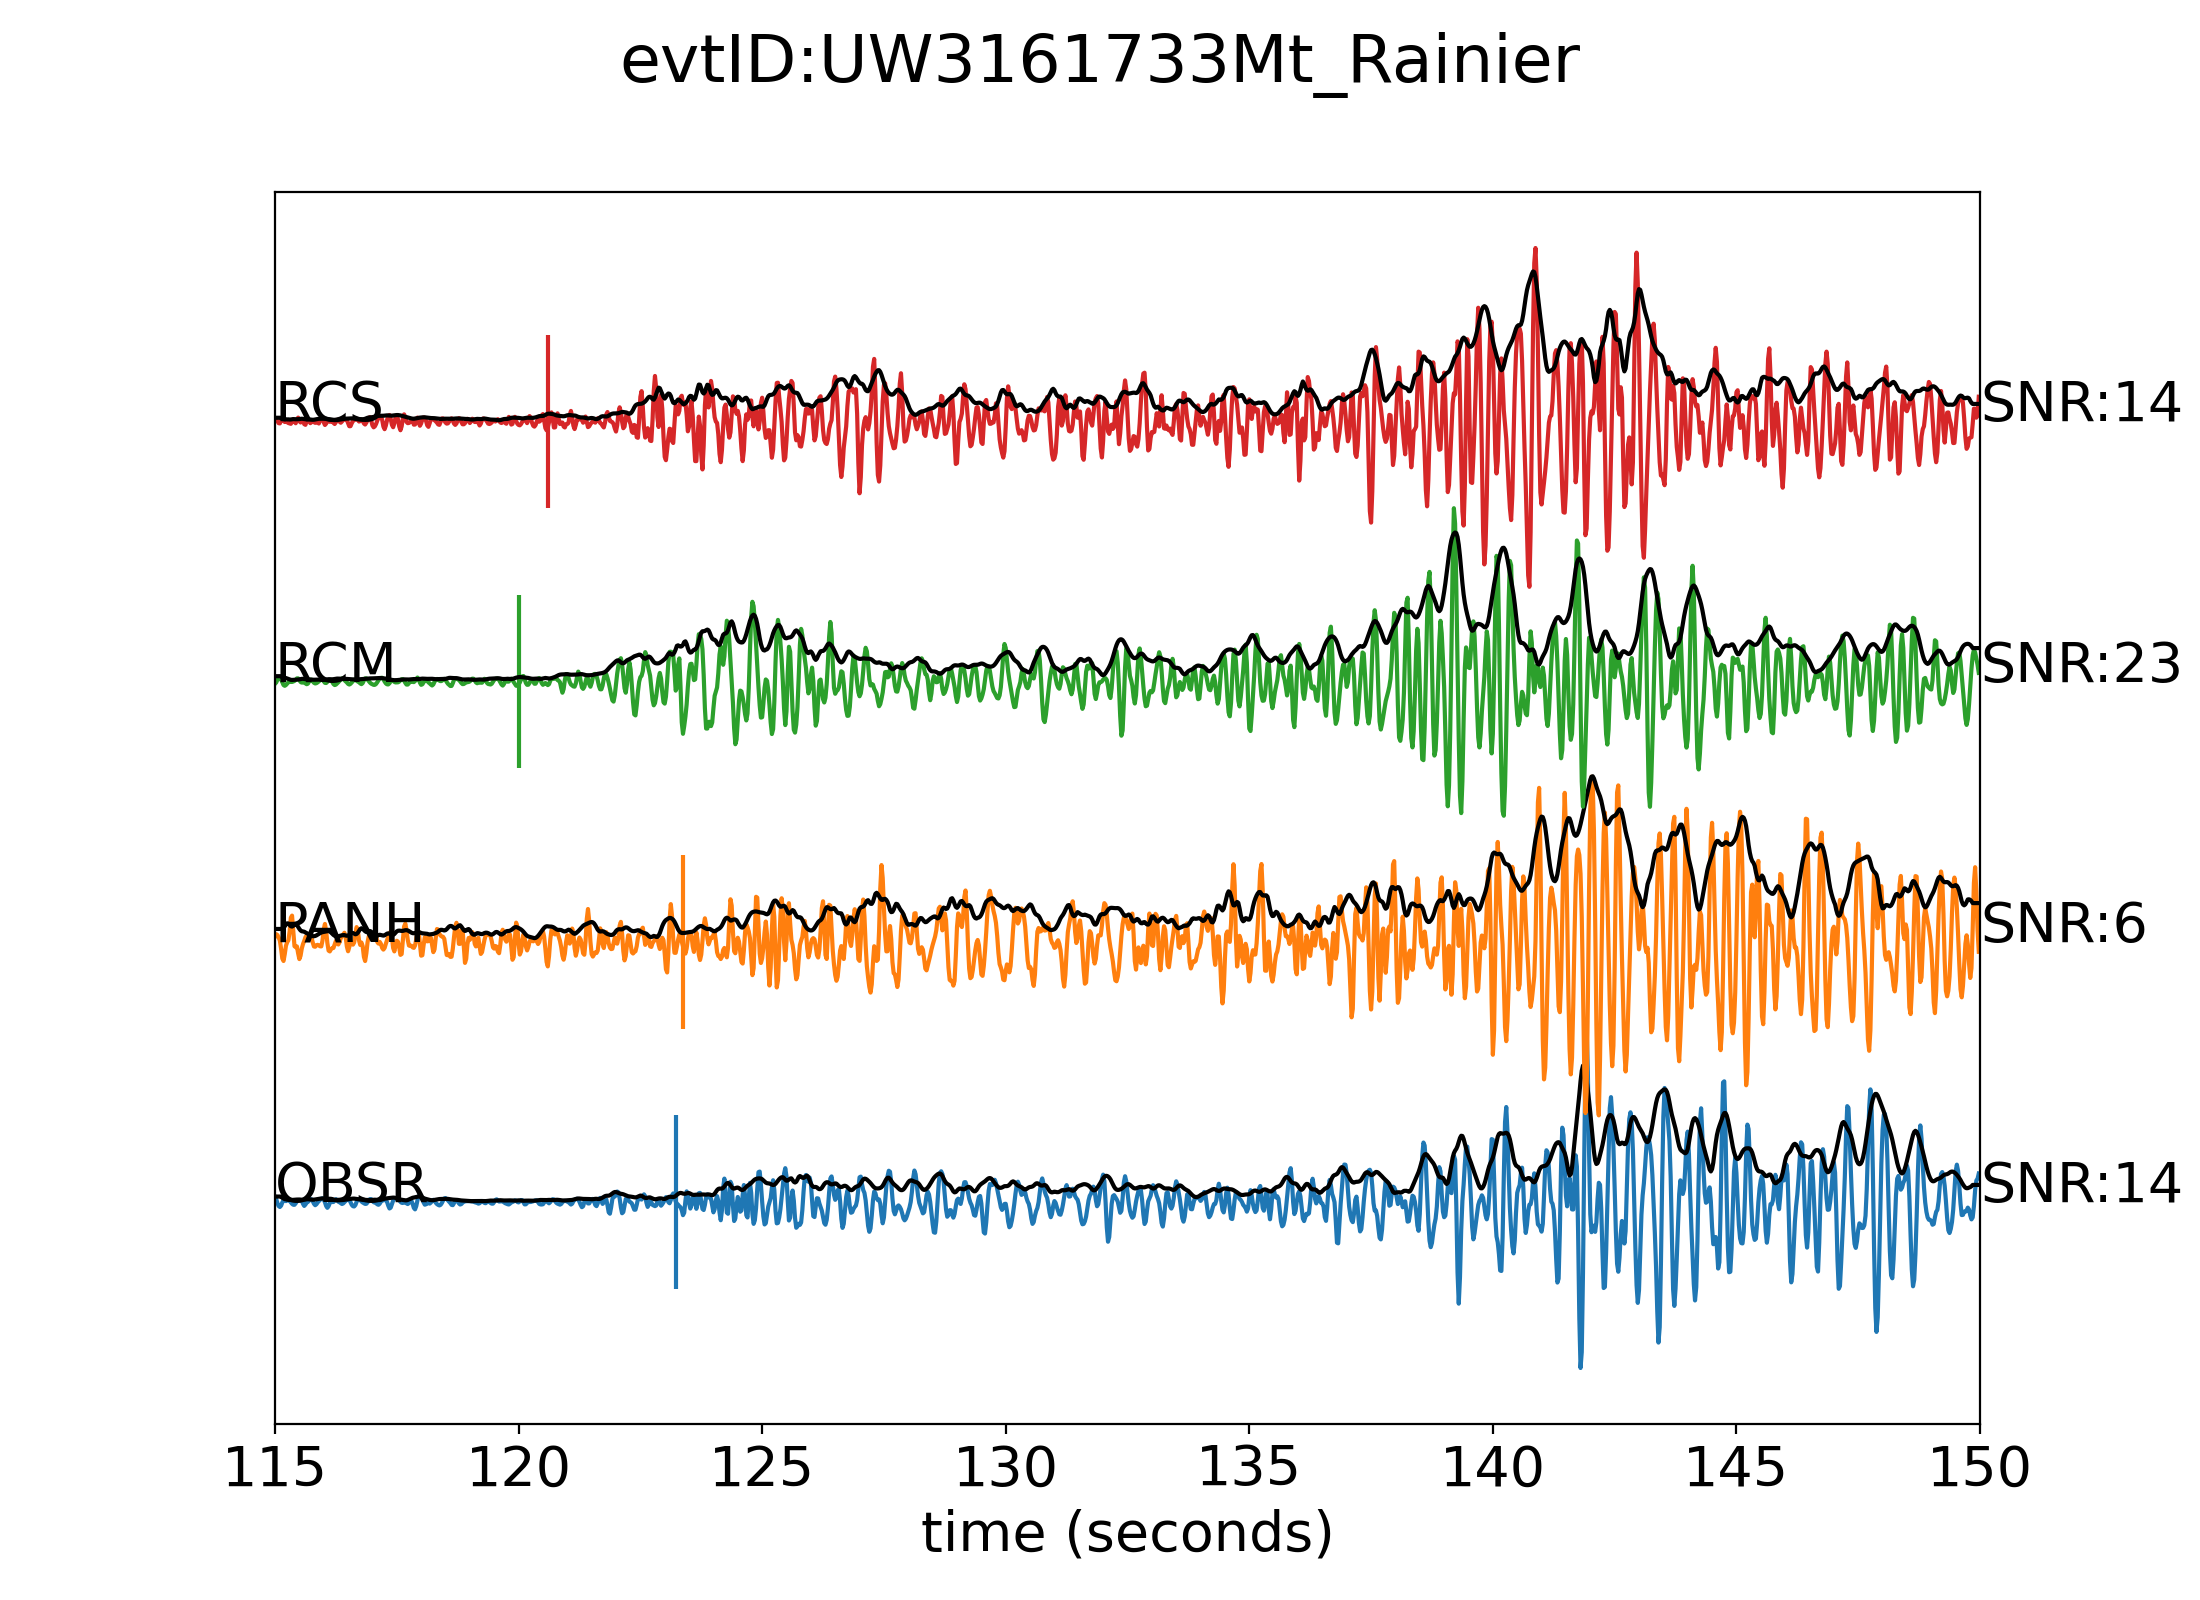 evtID:UW3161733Mt_Rainier
RCS SNR:14
RCM SNR:23
PANH SNR:6
OBSR SNR:14
115 120 125 130 135 140 145 150
time (seconds)